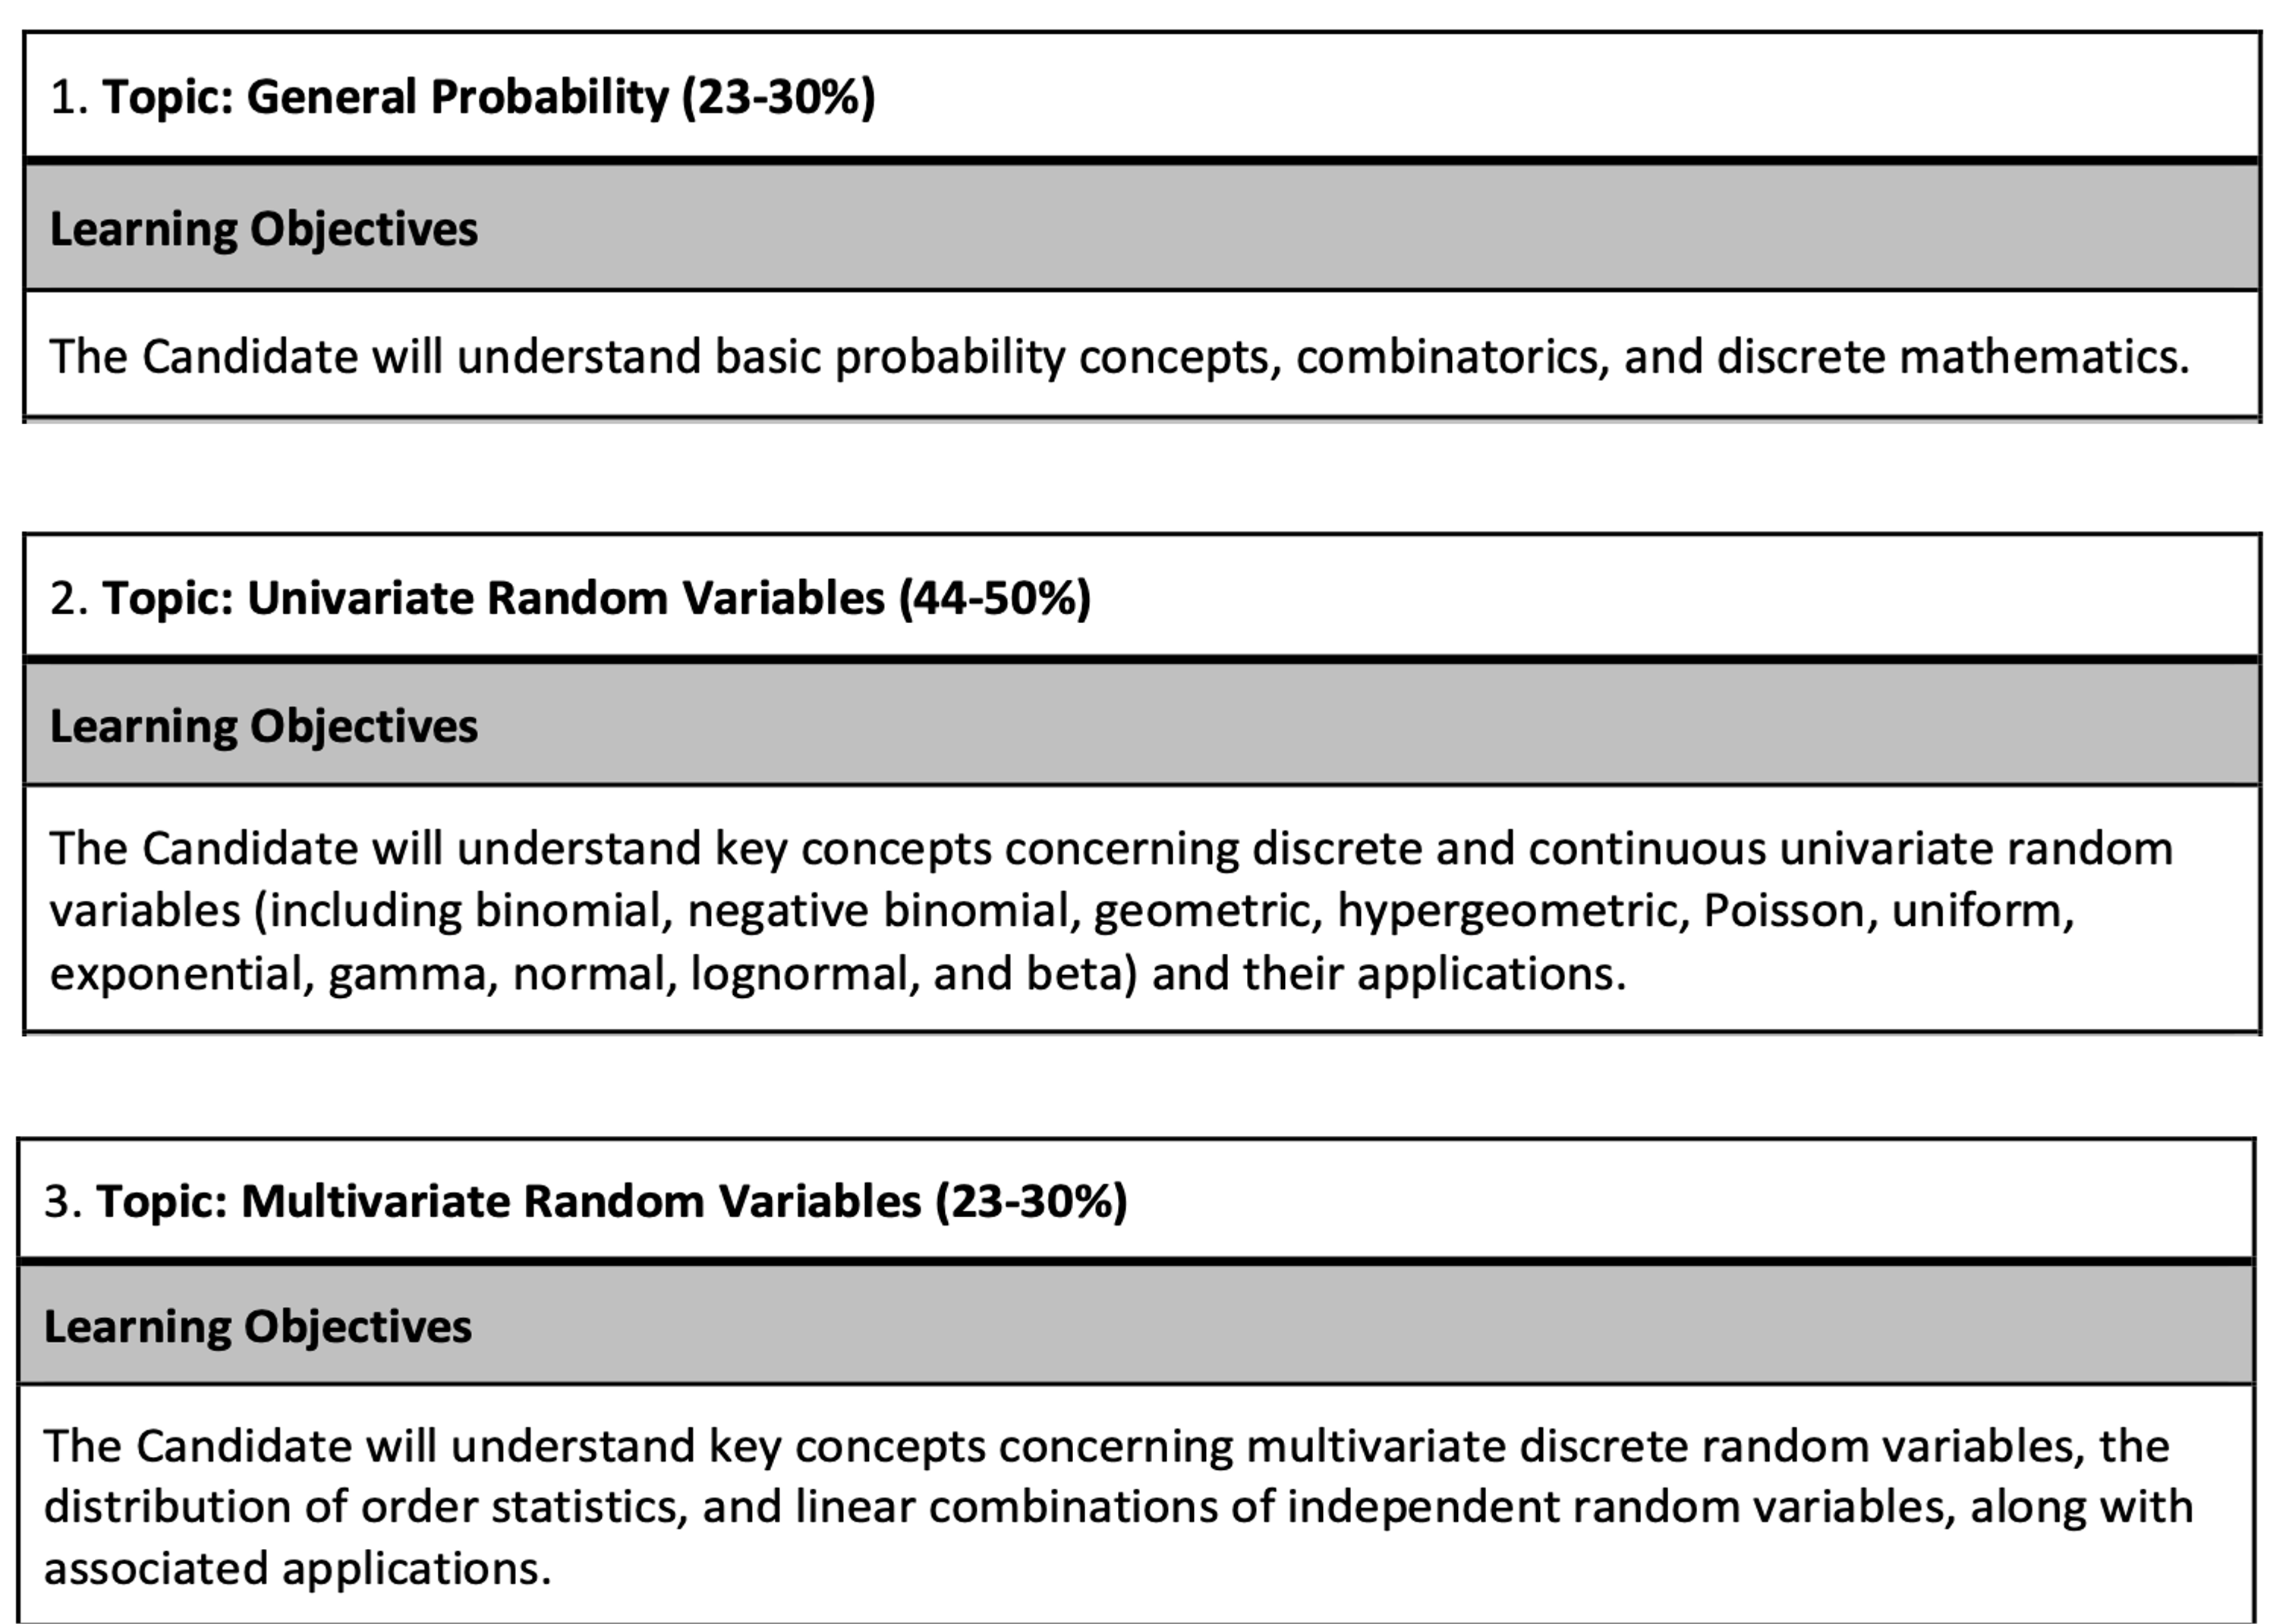 1. Topic: General Probability (23-30%)
Learning Objectives
The Candidate will understand basic probability concepts, combinatorics, and discrete mathematics.
2. Topic: Univariate Random Variables (44-50%)
Learning Objectives
The Candidate will understand key concepts concerning discrete and continuous univariate random
variables (including binomial, negative binomial, geometric, hypergeometric, Poisson, uniform,
exponential, gamma, normal, lognormal, and beta) and their applications.
3. Topic: Multivariate Random Variables (23-30%)
Learning Objectives
The Candidate will understand key concepts concerning multivariate discrete random variables, the
distribution of order statistics, and linear combinations of independent random variables, along with
associated applications.